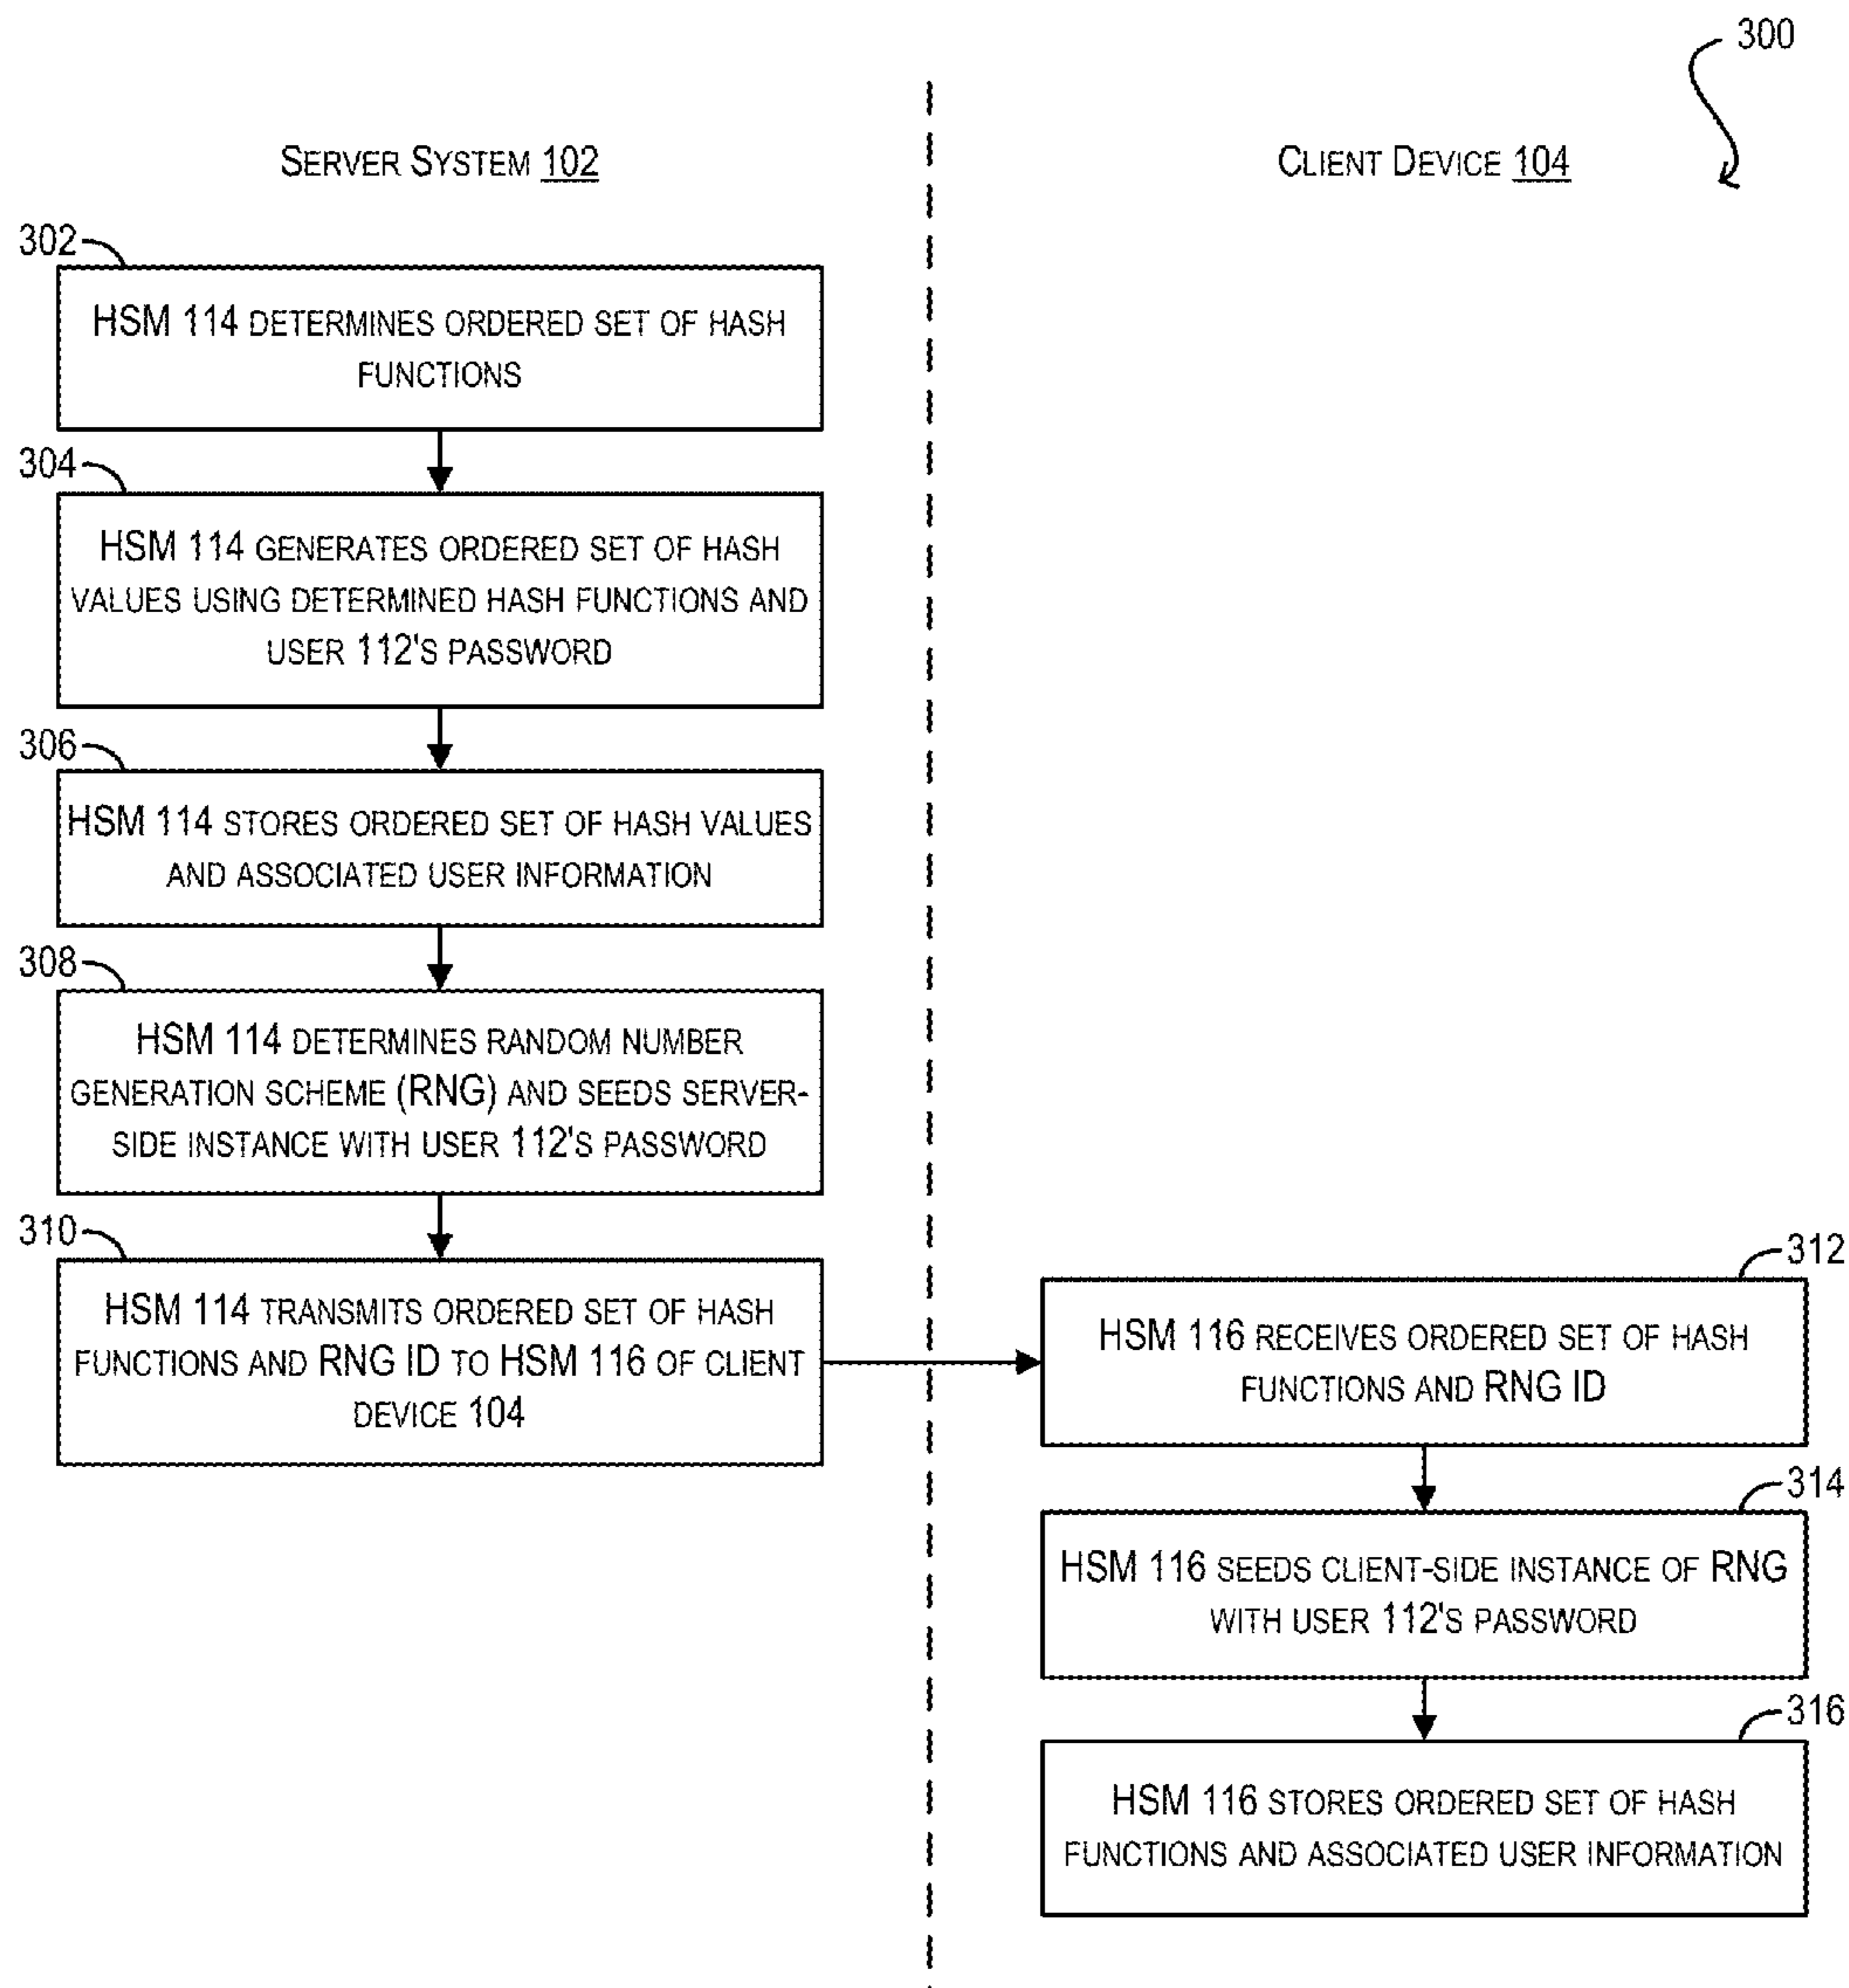 300
SERVER SYSTEM 102
CLIENT DEVICE 104
302
HSM 114 DETERMINES ORDERED SET OF HASH
FUNCTIONS
304
HSM 114 GENERATES ORDERED SET OF HASH
VALUES USING DETERMINED HASH FUNCTIONS AND
USER 112'S PASSWORD
306
HSM 114 STORES ORDERED SET OF HASH VALUES
AND ASSOCIATED USER INFORMATION
308
HSM 114 DETERMINES RANDOM NUMBER
GENERATION SCHEME (RNG) AND SEEDS SERVER-
SIDE INSTANCE WITH USER 112'S PASSWORD
310
HSM 114 TRANSMITS ORDERED SET OF HASH
FUNCTIONS AND RNG ID TO HSM 116 OF CLIENT
DEVICE 104
312
HSM 116 RECEIVES ORDERED SET OF HASH
FUNCTIONS AND RNG ID
314
HSM 116 SEEDS CLIENT-SIDE INSTANCE OF RNG
WITH USER 112'S PASSWORD
316
HSM 116 STORES ORDERED SET OF HASH
FUNCTIONS AND ASSOCIATED USER INFORMATION